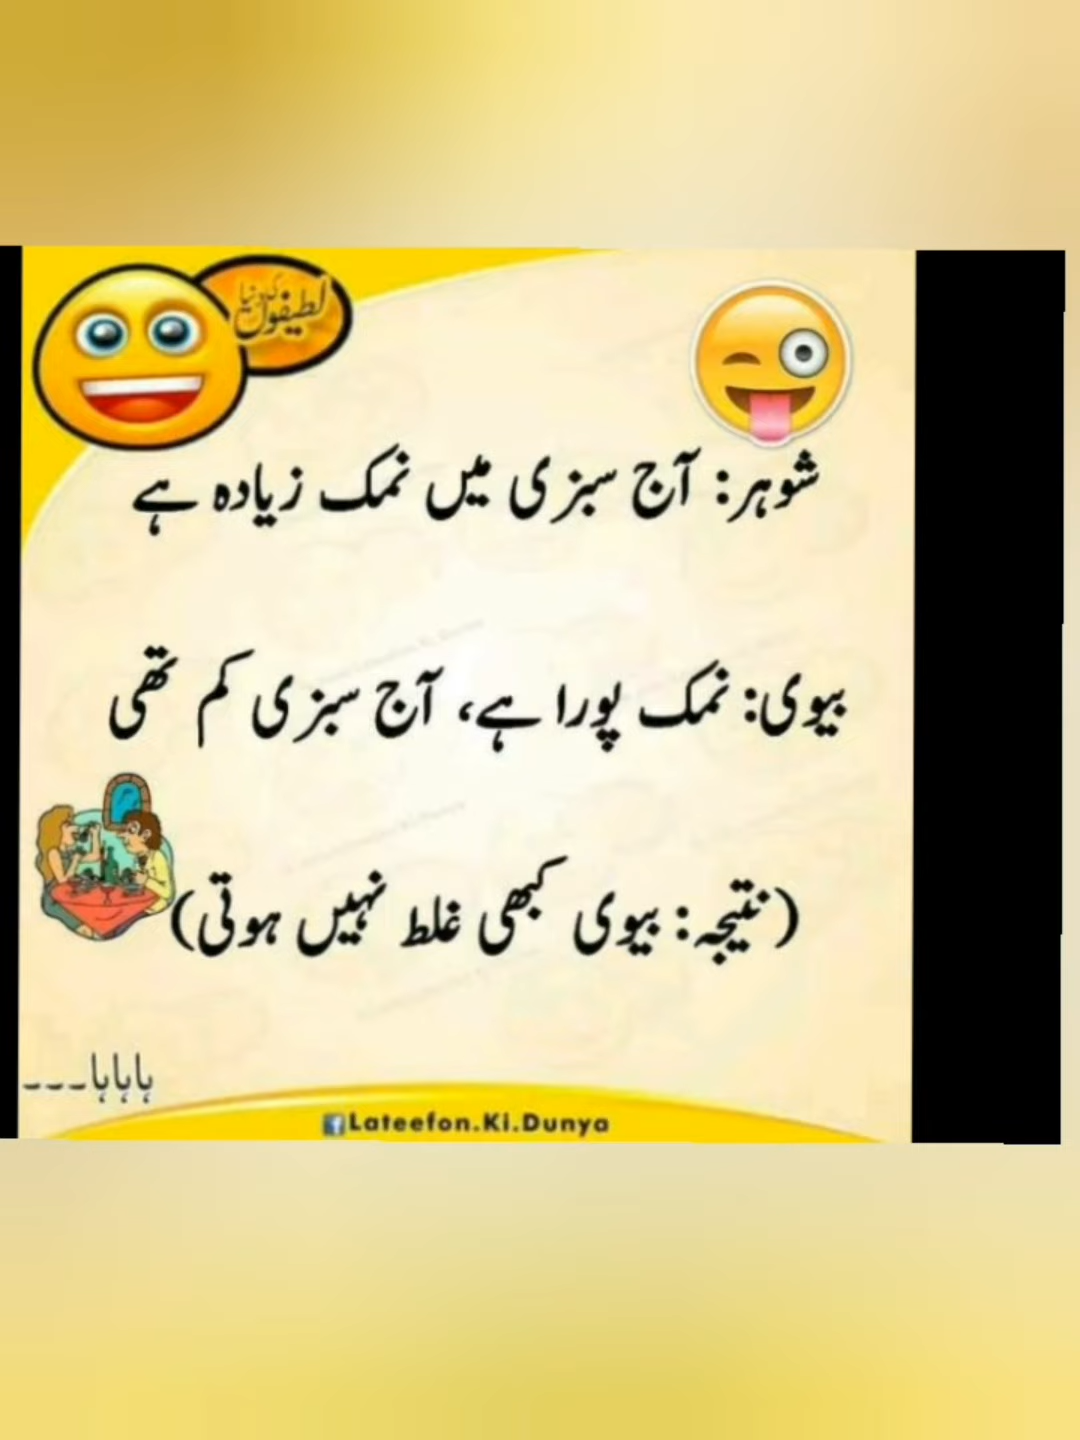 لطیفوں کی دنیا
شوہر: آج سبزی میں نمک زیادہ ہے
بیوی: نمک پورا ہے، آج سبزی کم تھی
(نتیجہ: بیوی کبھی غلط نہیں ہوتی)
ہاہاہا۔۔۔
Lateefon.Ki.Dunya